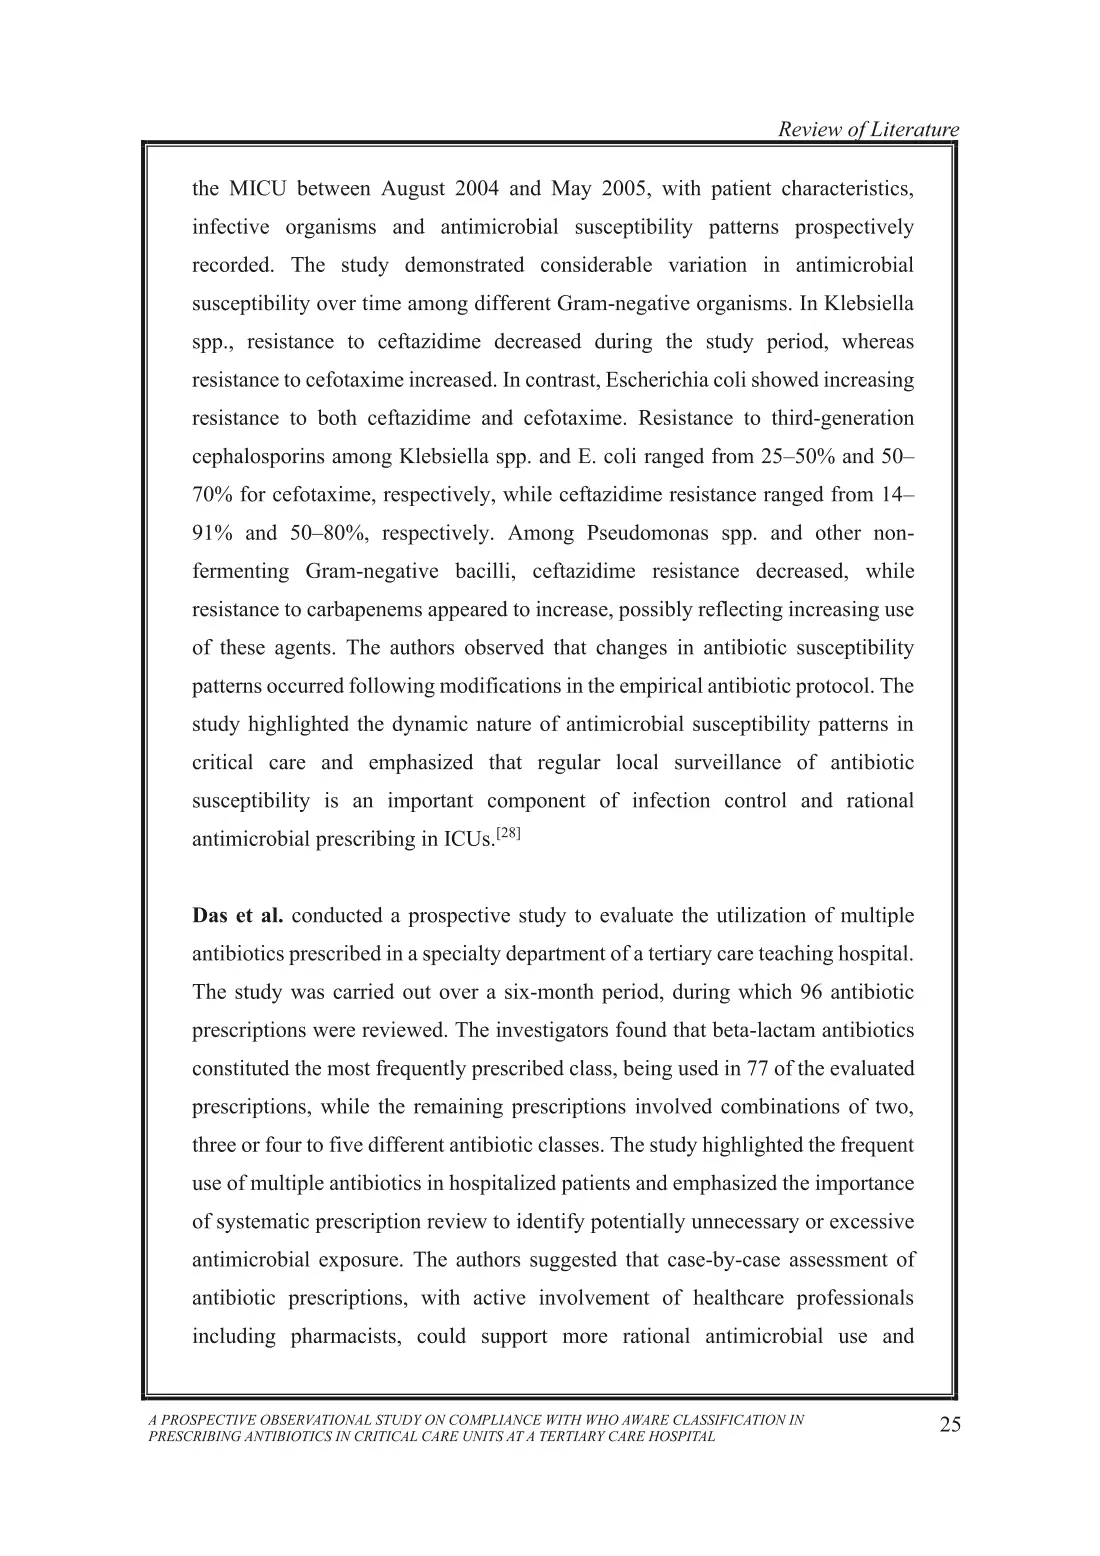 Review of Literature
the MICU between August 2004 and May 2005, with patient characteristics,
infective organisms and antimicrobial susceptibility patterns prospectively
recorded. The study demonstrated considerable variation in antimicrobial
susceptibility over time among different Gram-negative organisms. In Klebsiella
spp., resistance to ceftazidime decreased during the study period, whereas
resistance to cefotaxime increased. In contrast, Escherichia coli showed increasing
resistance to both ceftazidime and cefotaxime. Resistance to third-generation
cephalosporins among Klebsiella spp. and E. coli ranged from 25–50% and 50–
70% for cefotaxime, respectively, while ceftazidime resistance ranged from 14–
91% and 50–80%, respectively. Among Pseudomonas spp. and other non-
fermenting Gram-negative bacilli, ceftazidime resistance decreased, while
resistance to carbapenems appeared to increase, possibly reflecting increasing use
of these agents. The authors observed that changes in antibiotic susceptibility
patterns occurred following modifications in the empirical antibiotic protocol. The
study highlighted the dynamic nature of antimicrobial susceptibility patterns in
critical care and emphasized that regular local surveillance of antibiotic
susceptibility is an important component of infection control and rational
antimicrobial prescribing in ICUs.[28]
Das et al. conducted a prospective study to evaluate the utilization of multiple
antibiotics prescribed in a specialty department of a tertiary care teaching hospital.
The study was carried out over a six-month period, during which 96 antibiotic
prescriptions were reviewed. The investigators found that beta-lactam antibiotics
constituted the most frequently prescribed class, being used in 77 of the evaluated
prescriptions, while the remaining prescriptions involved combinations of two,
three or four to five different antibiotic classes. The study highlighted the frequent
use of multiple antibiotics in hospitalized patients and emphasized the importance
of systematic prescription review to identify potentially unnecessary or excessive
antimicrobial exposure. The authors suggested that case-by-case assessment of
antibiotic prescriptions, with active involvement of healthcare professionals
including pharmacists, could support more rational antimicrobial use and
A PROSPECTIVE OBSERVATIONAL STUDY ON COMPLIANCE WITH WHO AWARE CLASSIFICATION IN
PRESCRIBING ANTIBIOTICS IN CRITICAL CARE UNITS AT A TERTIARY CARE HOSPITAL
25